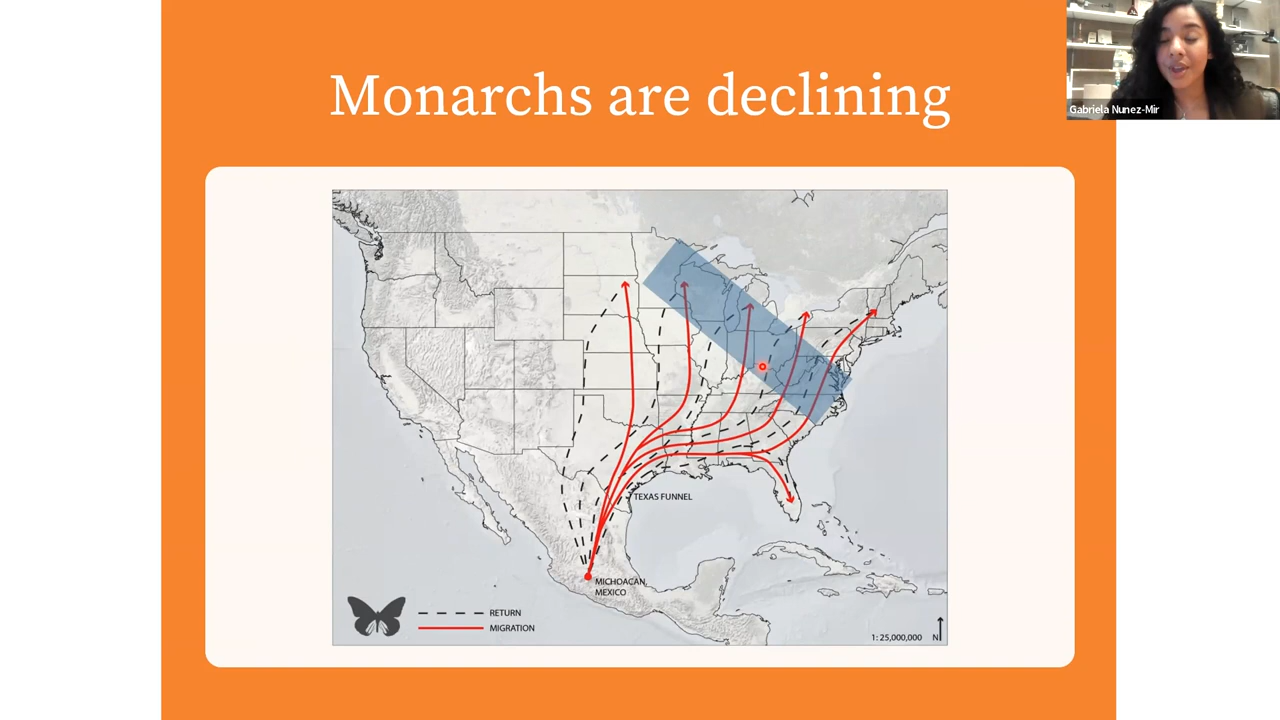 Monarchs are declining
Gabriela Nunez-Mir
TEXAS FUNNEL
MICHOACAN,
MEXICO
RETURN
MIGRATION
1: 25,000,000 N